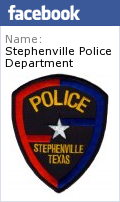 facebook
Name:
Stephenville Police
Department
POLICE
STEPHENVILLE
TEXAS